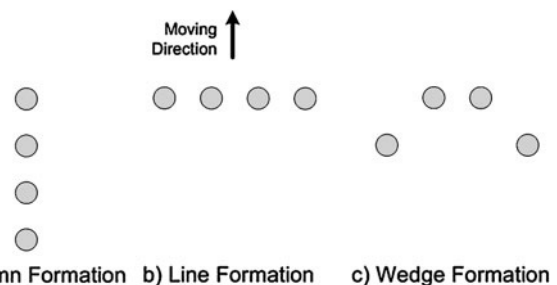 Moving
Direction
mn Formation b) Line Formation c) Wedge Formation